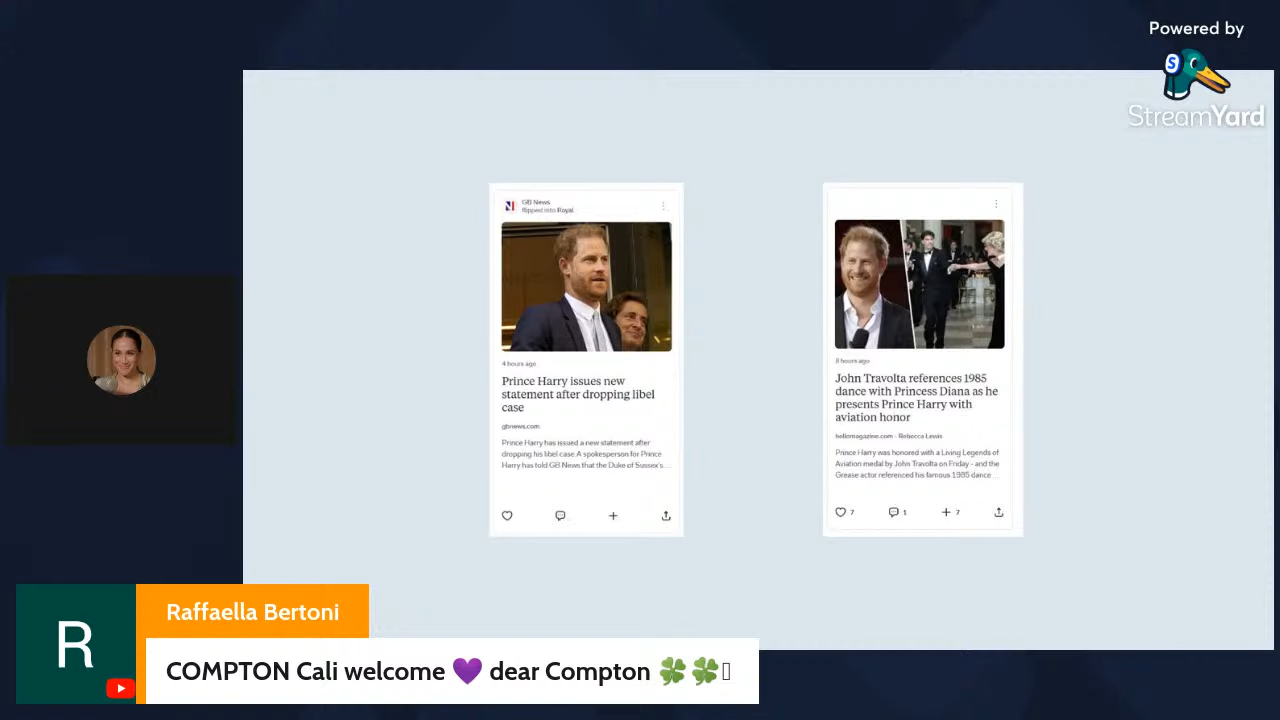 Powered by
StreamYard
GB News
flipped into Royal
4 hours ago
Prince Harry issues new
statement after dropping libel
case
gbnews.com
Prince Harry has issued a new statement after
dropping his libel case.A spokesperson for Prince
Harry has told GB News that the Duke of Sussex's…
8 hours ago
John Travolta references 1985
dance with Princess Diana as he
presents Prince Harry with
aviation honor
hellomagazine.com - Rebecca Lewis
Prince Harry was honored with a Living Legends of
Aviation medal by John Travolta on Friday - and the
Grease actor referenced his famous 1985 dance …
7 1 7
R
Raffaella Bertoni
COMPTON Cali welcome 💜 dear Compton 🍀🍀